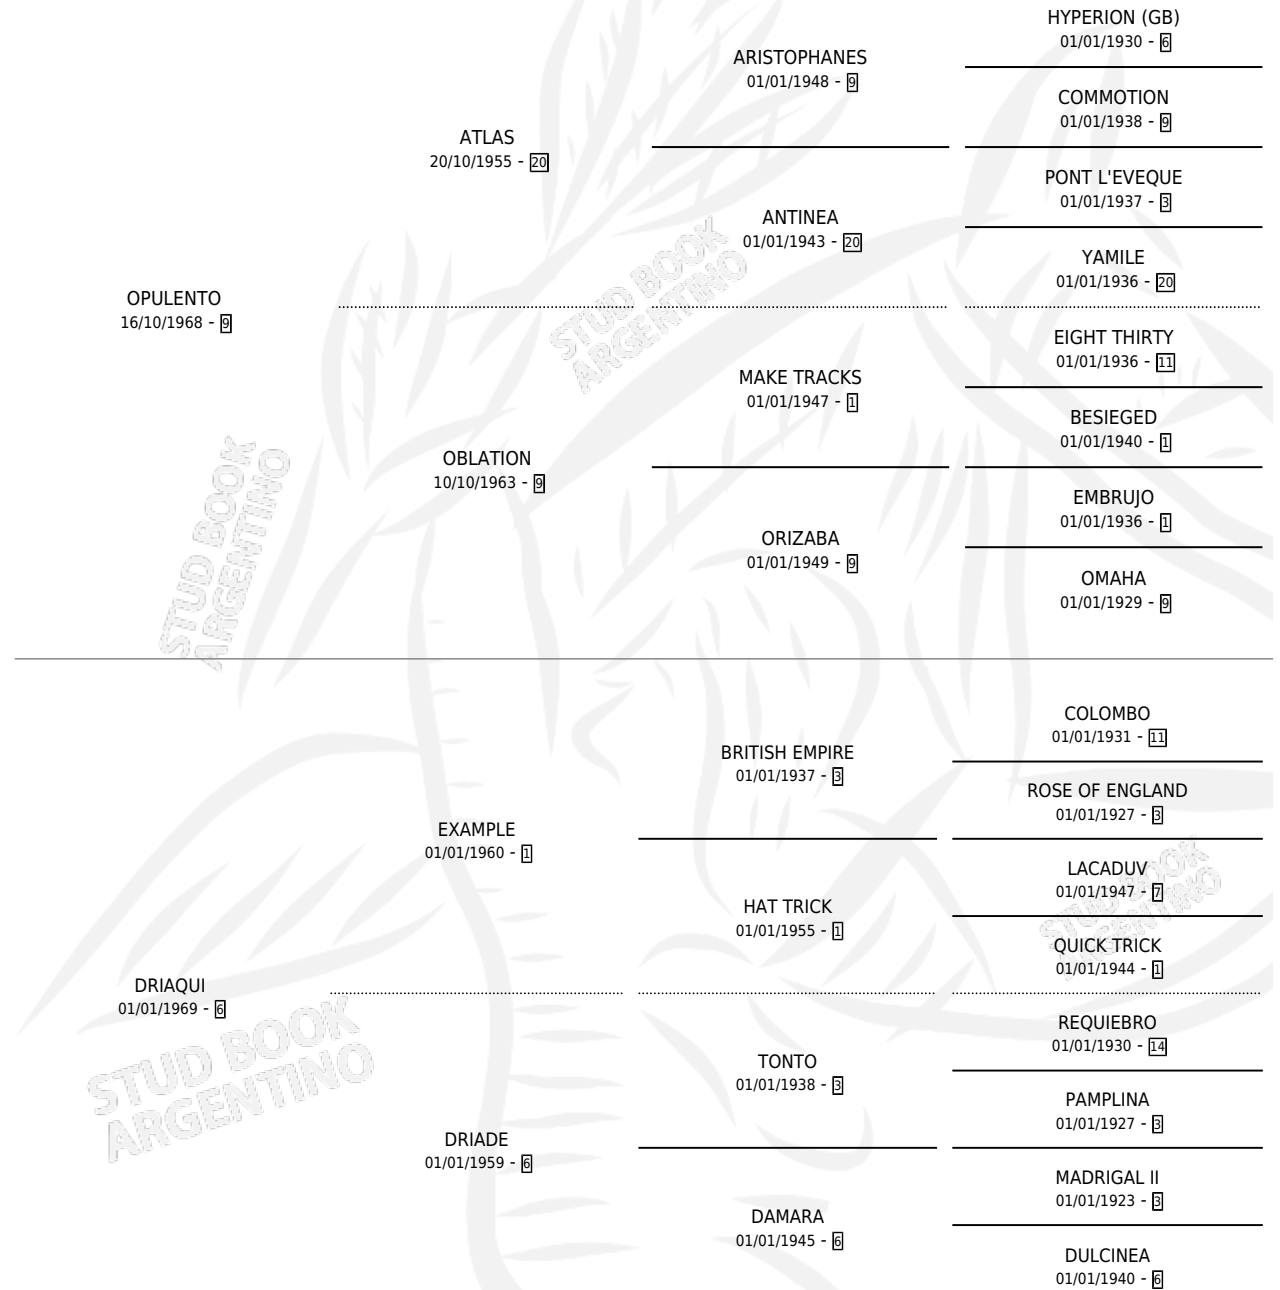 HYPERION (GB)
01/01/1930 - 6
ARISTOPHANES
01/01/1948 - 9
COMMOTION
01/01/1938 - 9
ATLAS
20/10/1955 - 20
PONT L'EVEQUE
01/01/1937 - 3
ANTINEA
01/01/1943 - 20
YAMILE
01/01/1936 - 20
OPULENTO
16/10/1968 - 9
EIGHT THIRTY
01/01/1936 - 11
MAKE TRACKS
01/01/1947 - 1
BESIEGED
01/01/1940 - 1
OBLATION
10/10/1963 - 9
EMBRUJO
01/01/1936 - 1
ORIZABA
01/01/1949 - 9
OMAHA
01/01/1929 - 9
STUD BOOK
ARGENTINO
STUD BOOK
ARGENTINO
COLOMBO
01/01/1931 - 11
BRITISH EMPIRE
01/01/1937 - 3
ROSE OF ENGLAND
01/01/1927 - 3
EXAMPLE
01/01/1960 - 1
LACADUV
01/01/1947 - 7
HAT TRICK
01/01/1955 - 1
QUICK TRICK
01/01/1944 - 1
STUD BOOK
ARGENTINO
DRIAQUI
01/01/1969 - 6
REQUIEBRO
01/01/1930 - 14
TONTO
01/01/1938 - 3
PAMPLINA
01/01/1927 - 3
DRIADE
01/01/1959 - 6
MADRIGAL II
01/01/1923 - 3
DAMARA
01/01/1945 - 6
DULCINEA
01/01/1940 - 6
STUD BOOK
ARGENTINO